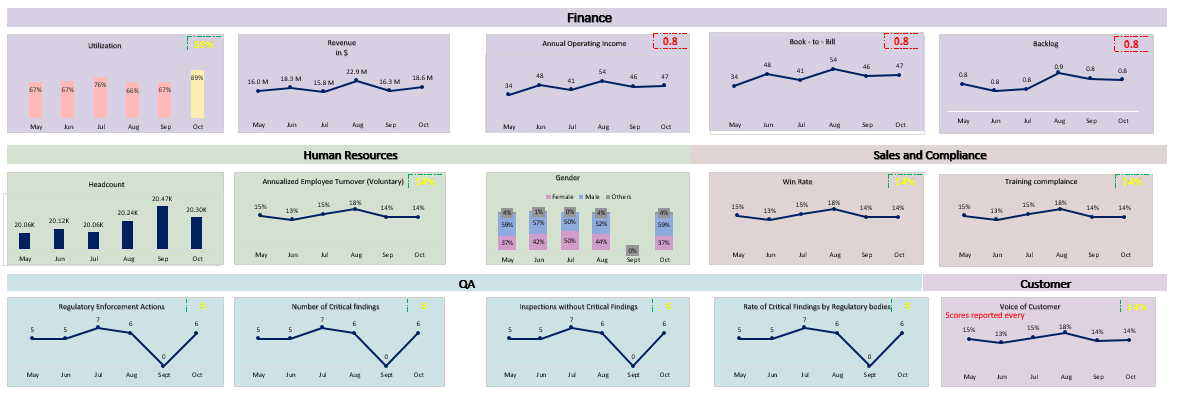 Finance
Utilization
67% 67% 76% 66% 67% 89%
May Jun Jul Aug Sep Oct
Revenue
in $
16.0 M 18.3 M 15.8 M 22.9 M 16.3 M 18.6 M
May Jun Jul Aug Sep Oct
Annual Operating Income 0.8
34 48 41 54 46 47
May Jun Jul Aug Sep Oct
Book - to - Bill 0.8
34 48 41 54 46 47
May Jun Jul Aug Sep Oct
Backlog 0.8
0.8 0.8 0.8 0.9 0.8 0.8
May Jun Jul Aug Sep Oct
Human Resources
Sales and Compliance
Headcount
20.06K 20.12K 20.06K 20.24K 20.47K 20.30K
May Jun Jul Aug Sep Oct
Annualized Employee Turnover (Voluntary) 14%
15% 13% 15% 18% 14% 14%
May Jun Jul Aug Sep Oct
Gender
Female Male Others
4% 1% 0% 4% 4%
59% 57% 50% 52% 59%
37% 42% 50% 44% 0% 37%
May Jun Jul Aug Sept Oct
Win Rate 14%
15% 13% 15% 18% 14% 14%
May Jun Jul Aug Sep Oct
Training commplaince 14%
15% 13% 15% 18% 14% 14%
May Jun Jul Aug Sep Oct
QA
Customer
Regulatory Enforcement Actions
5 5 7 6 0 6
May Jun Jul Aug Sept Oct
Number of Critical findings
5 5 7 6 0 6
May Jun Jul Aug Sept Oct
Inspections without Critical Findings
5 5 7 6 0 6
May Jun Jul Aug Sept Oct
Rate of Critical Findings by Regulatory bodies
5 5 7 6 0 6
May Jun Jul Aug Sept Oct
Voice of Customer
Scores reported every
15% 13% 15% 18% 14% 14%
May Jun Jul Aug Sep Oct